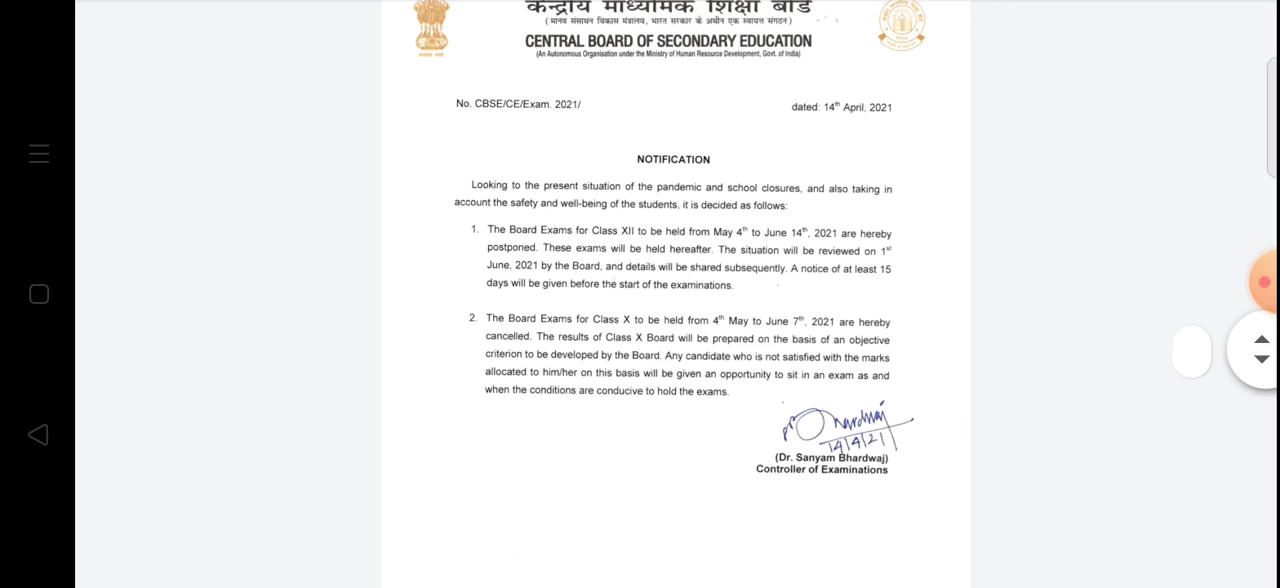 केन्द्रीय माध्यमिक शिक्षा बोर्ड
( मानव संसाधन विकास मंत्रालय, भारत सरकार के अधीन एक स्वायत्त संगठन )
CENTRAL BOARD OF SECONDARY EDUCATION
(An Autonomous Organisation under the Ministry of Human Resource Development, Govt. of India)
No. CBSE/CE/Exam. 2021/ dated: 14th April, 2021
NOTIFICATION
Looking to the present situation of the pandemic and school closures, and also taking in
account the safety and well-being of the students, it is decided as follows:
1. The Board Exams for Class XII to be held from May 4th to June 14th, 2021 are hereby
postponed. These exams will be held hereafter. The situation will be reviewed on 1st
June, 2021 by the Board, and details will be shared subsequently. A notice of at least 15
days will be given before the start of the examinations.
2. The Board Exams for Class X to be held from 4th May to June 7th, 2021 are hereby
cancelled. The results of Class X Board will be prepared on the basis of an objective
criterion to be developed by the Board. Any candidate who is not satisfied with the marks
allocated to him/her on this basis will be given an opportunity to sit in an exam as and
when the conditions are conducive to hold the exams.
14/4/21
(Dr. Sanyam Bhardwaj)
Controller of Examinations